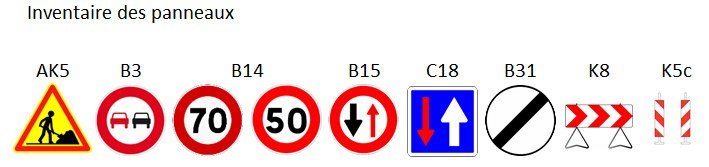 Inventaire des panneaux
AK5 B3 B14 B15 C18 B31 K8 K5c
70 50